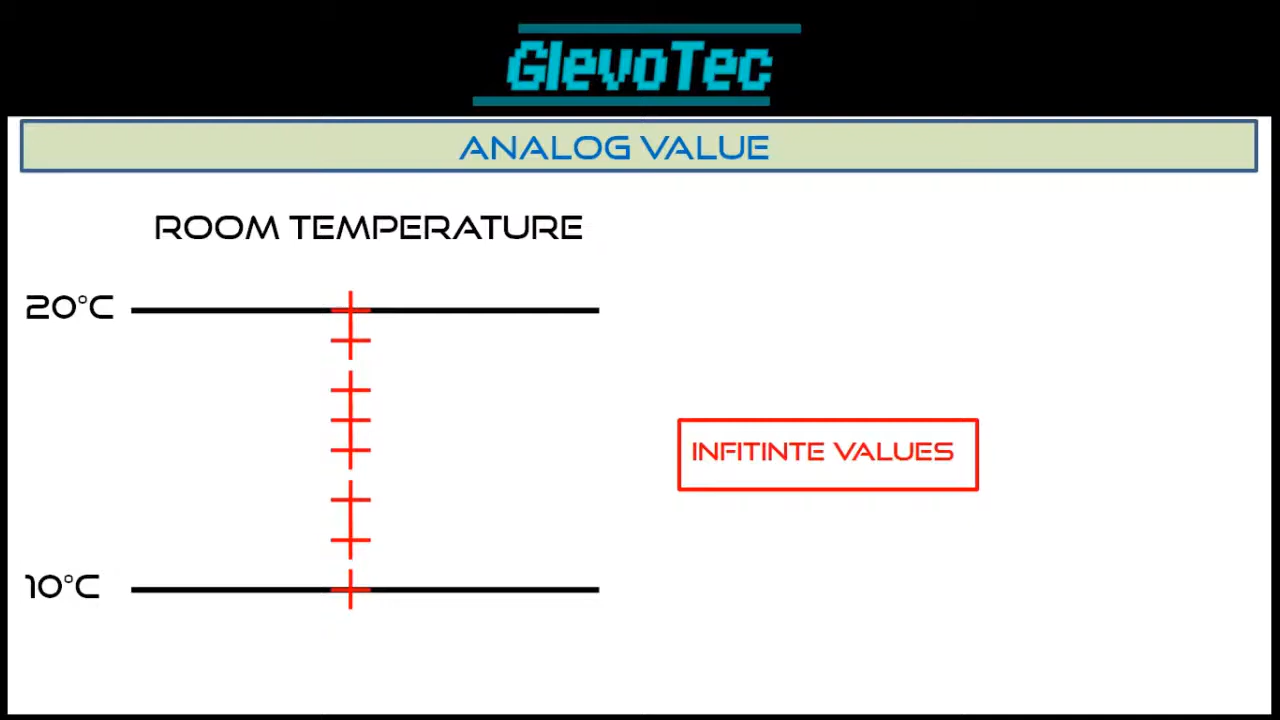 GlevoTec
ANALOG VALUE
ROOM TEMPERATURE
20°C
INFITINTE VALUES
10°C